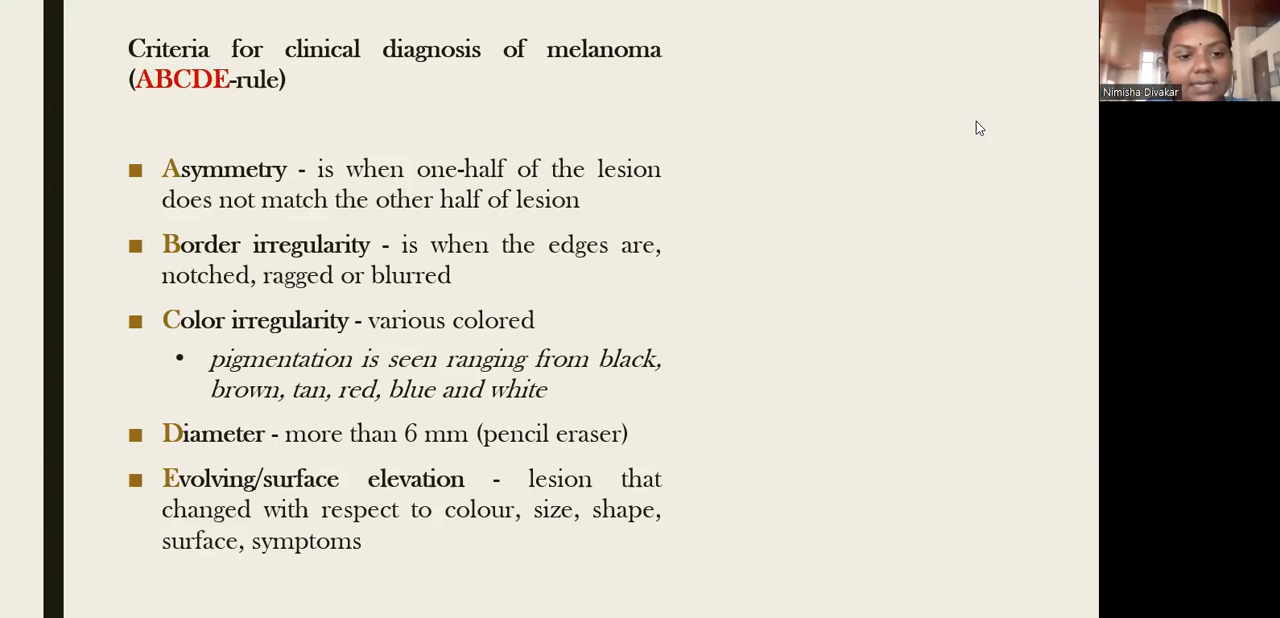 Criteria for clinical diagnosis of melanoma
(ABCDE-rule)
Asymmetry - is when one-half of the lesion
does not match the other half of lesion
Border irregularity - is when the edges are,
notched, ragged or blurred
Color irregularity - various colored
pigmentation is seen ranging from black,
brown, tan, red, blue and white
Diameter - more than 6 mm (pencil eraser)
Evolving/surface elevation - lesion that
changed with respect to colour, size, shape,
surface, symptoms
Nimisha Divakar